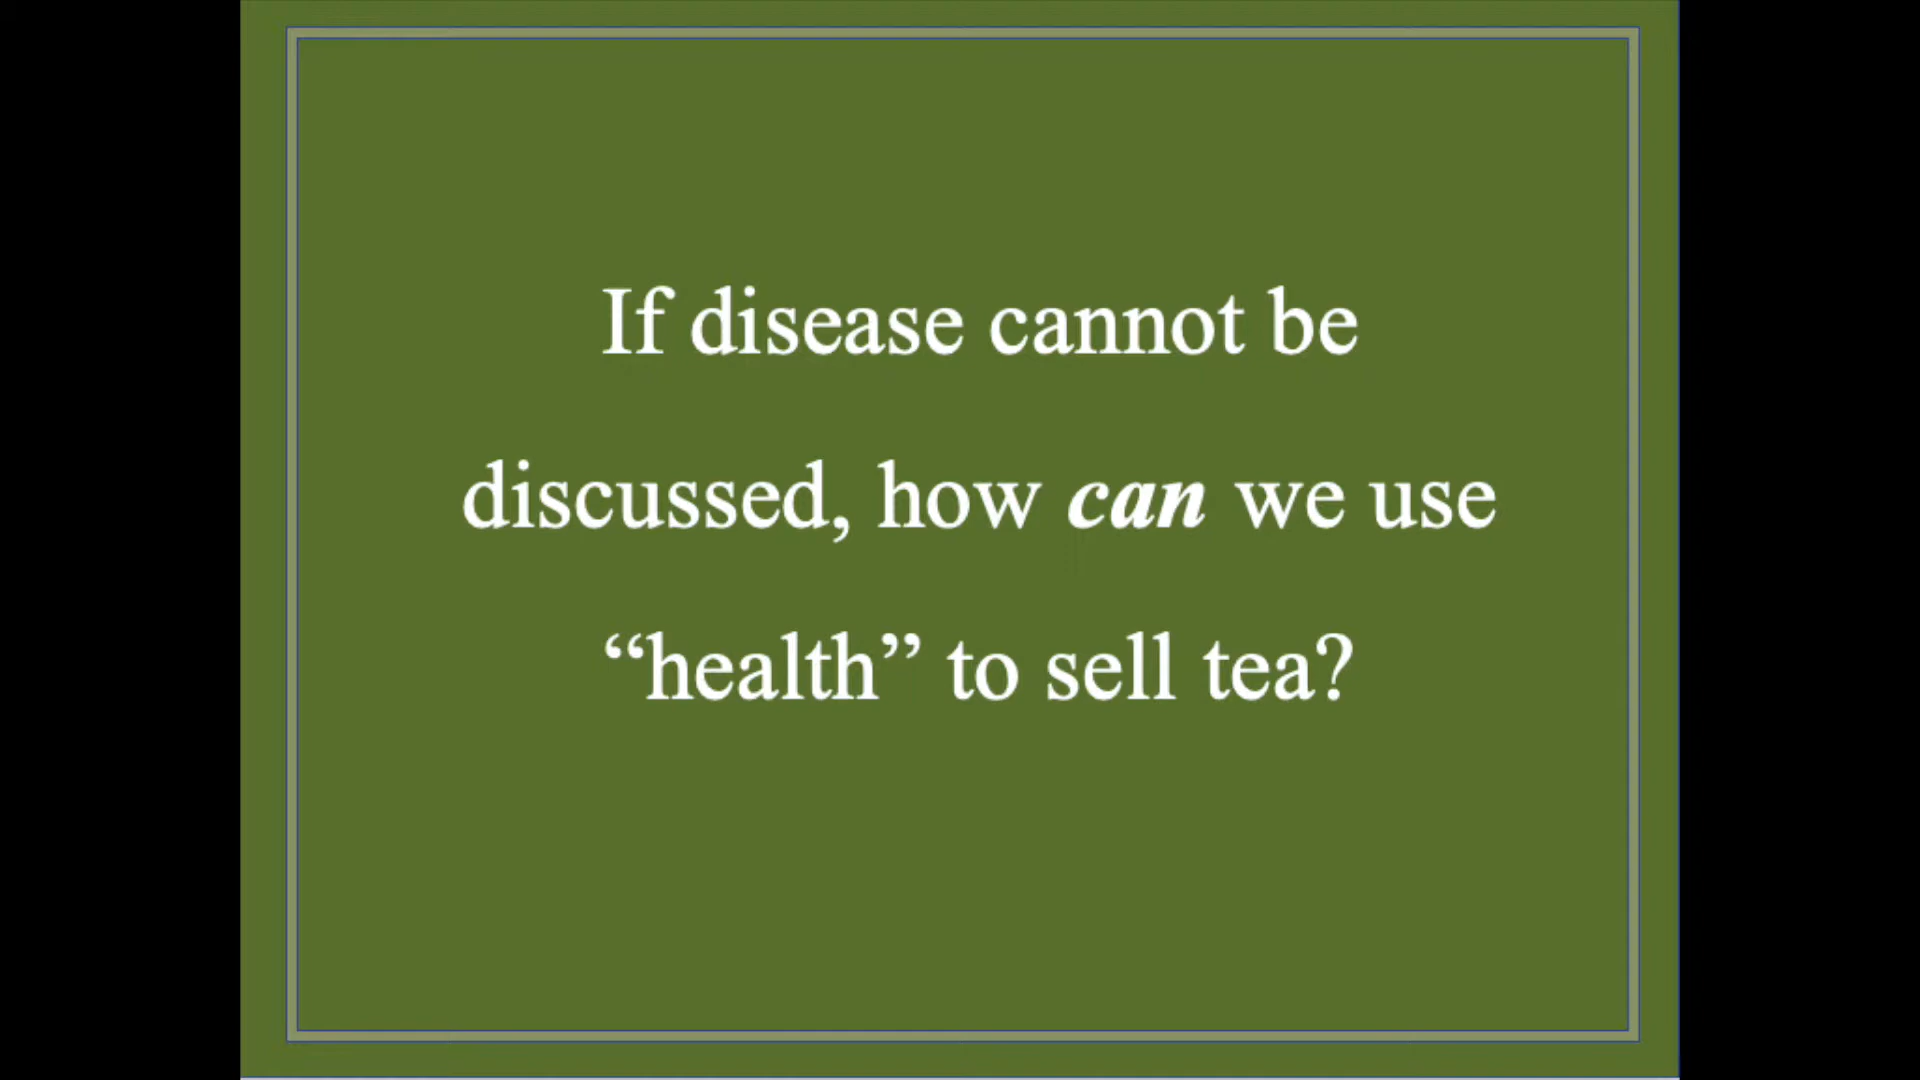 If disease cannot be
discussed, how can we use
“health” to sell tea?